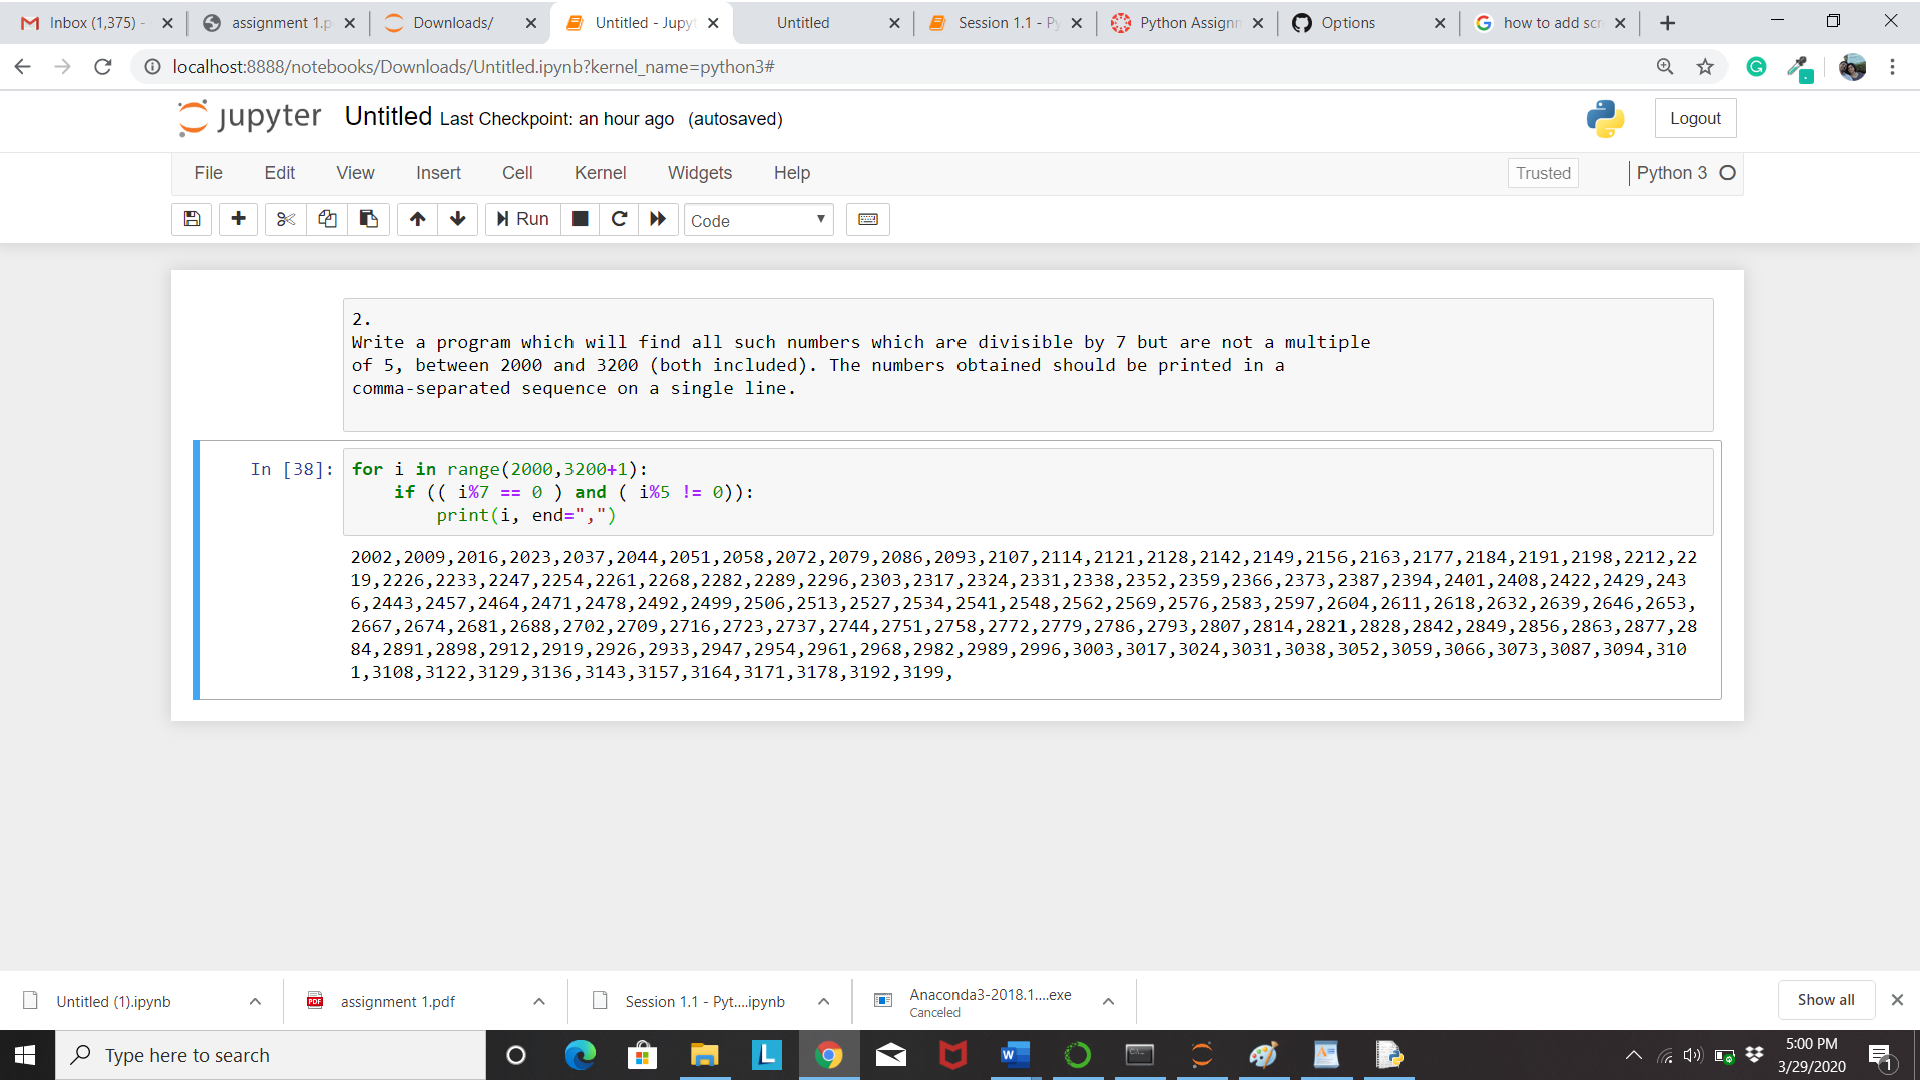 Inbox (1,375) -
assignment 1.p
Downloads/
Untitled - Jupyt
Untitled
Session 1.1 - Py
Python Assignm
Options
how to add scr
localhost:8888/notebooks/Downloads/Untitled.ipynb?kernel_name=python3#
jupyter Untitled Last Checkpoint: an hour ago (autosaved)
Logout
File Edit View Insert Cell Kernel Widgets Help
Trusted
Python 3
Run
Code
2.
Write a program which will find all such numbers which are divisible by 7 but are not a multiple
of 5, between 2000 and 3200 (both included). The numbers obtained should be printed in a
comma-separated sequence on a single line.
In [38]:
for i in range(2000,3200+1):
    if (( i%7 == 0 ) and ( i%5 != 0)):
        print(i, end=",")
2002,2009,2016,2023,2037,2044,2051,2058,2072,2079,2086,2093,2107,2114,2121,2128,2142,2149,2156,2163,2177,2184,2191,2198,2212,22
19,2226,2233,2247,2254,2261,2268,2282,2289,2296,2303,2317,2324,2331,2338,2352,2359,2366,2373,2387,2394,2401,2408,2422,2429,243
6,2443,2457,2464,2471,2478,2492,2499,2506,2513,2527,2534,2541,2548,2562,2569,2576,2583,2597,2604,2611,2618,2632,2639,2646,2653,
2667,2674,2681,2688,2702,2709,2716,2723,2737,2744,2751,2758,2772,2779,2786,2793,2807,2814,2821,2828,2842,2849,2856,2863,2877,28
84,2891,2898,2912,2919,2926,2933,2947,2954,2961,2968,2982,2989,2996,3003,3017,3024,3031,3038,3052,3059,3066,3073,3087,3094,310
1,3108,3122,3129,3136,3143,3157,3164,3171,3178,3192,3199,
Untitled (1).ipynb
assignment 1.pdf
Session 1.1 - Pyt....ipynb
Anaconda3-2018.1....exe
Canceled
Show all
Type here to search
5:00 PM
3/29/2020
1